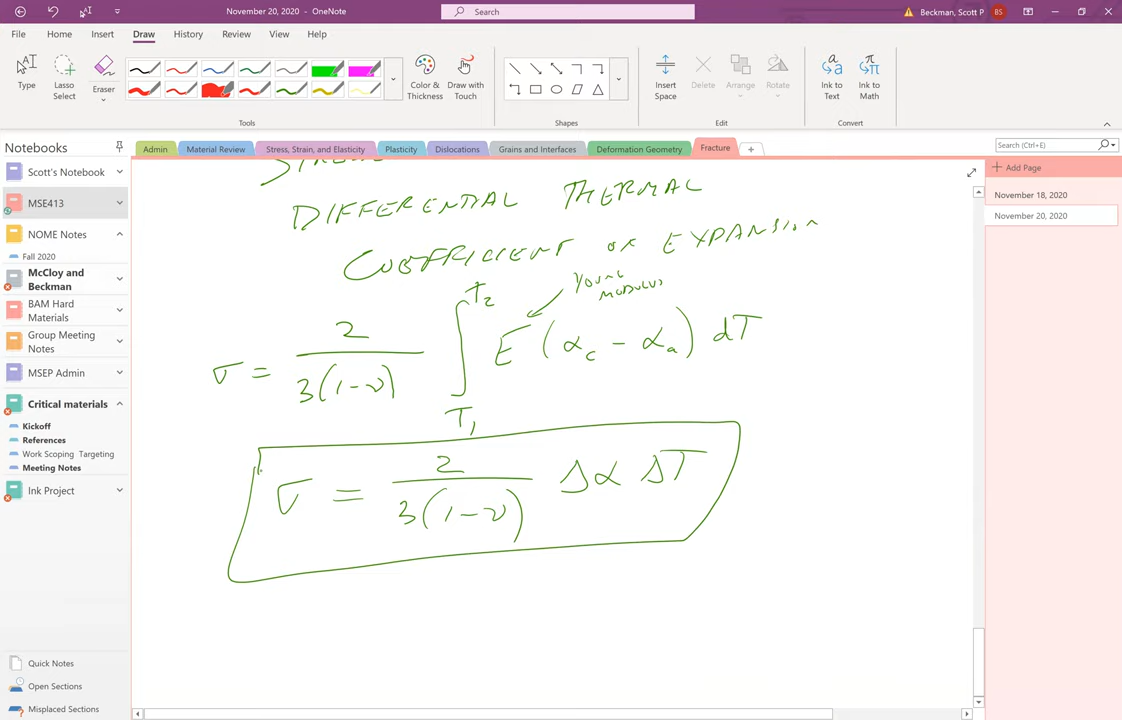 November 20, 2020 - OneNote
Search
Beckman, Scott P
BS
File Home Insert Draw History Review View Help
Type
Lasso Select
Eraser
Color & Thickness
Draw with Touch
Insert Space
Delete
Arrange
Rotate
Ink to Text
Ink to Math
Tools
Shapes
Edit
Convert
Notebooks
Admin Material Review Stress, Strain, and Elasticity Plasticity Dislocations Grains and Interfaces Deformation Geometry Fracture
Search (Ctrl+E)
Scott's Notebook
MSE413
NOME Notes
Fall 2020
McCloy and
Beckman
BAM Hard
Materials
Group Meeting
Notes
MSEP Admin
Critical materials
Kickoff
References
Work Scoping Targeting
Meeting Notes
Ink Project
Quick Notes
Open Sections
Misplaced Sections
Add Page
November 18, 2020
November 20, 2020
DIFFERENTIAL THERMAL
COEFFICIENT OF EXPANSION
YOUNG
MODULUS
σ = 2 / 3(1-ν) ∫ T₁ T₂ E (α_c - α_a) dT
σ = 2 / 3(1-ν) Δα ΔT